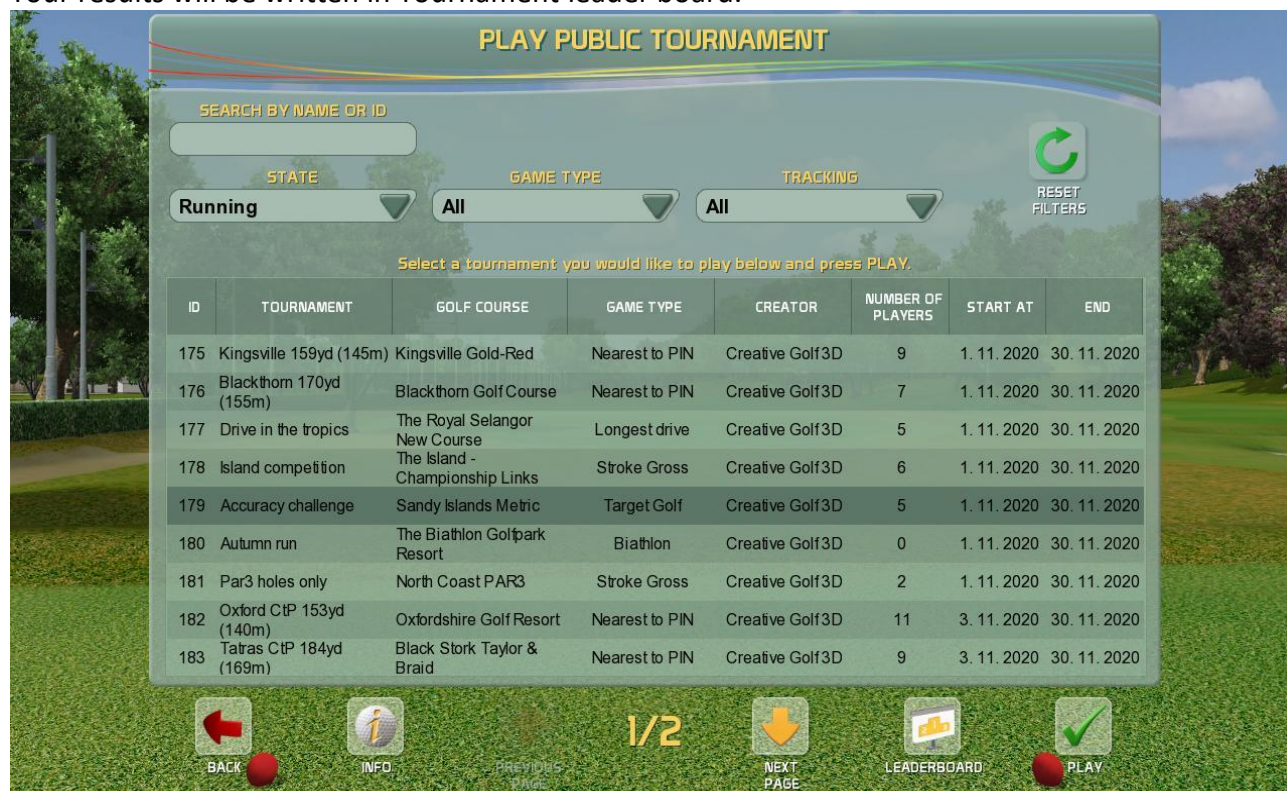 Your results will be written in Tournament leader board.
PLAY PUBLIC TOURNAMENT
SEARCH BY NAME OR ID
STATE GAME TYPE TRACKING
Running All All
RESET
FILTERS
Select a tournament you would like to play below and press PLAY.
ID TOURNAMENT GOLF COURSE GAME TYPE CREATOR NUMBER OF PLAYERS START AT END
175 Kingsville 159yd (145m) Kingsville Gold-Red Nearest to PIN Creative Golf3D 9 1. 11. 2020 30. 11. 2020
176 Blackthorn 170yd (155m) Blackthorn Golf Course Nearest to PIN Creative Golf3D 7 1. 11. 2020 30. 11. 2020
177 Drive in the tropics The Royal Selangor New Course Longest drive Creative Golf3D 5 1. 11. 2020 30. 11. 2020
178 Island competition The Island - Championship Links Stroke Gross Creative Golf3D 6 1. 11. 2020 30. 11. 2020
179 Accuracy challenge Sandy Islands Metric Target Golf Creative Golf3D 5 1. 11. 2020 30. 11. 2020
180 Autumn run The Biathlon Golfpark Resort Biathlon Creative Golf3D 0 1. 11. 2020 30. 11. 2020
181 Par3 holes only North Coast PAR3 Stroke Gross Creative Golf3D 2 1. 11. 2020 30. 11. 2020
182 Oxford CtP 153yd (140m) Oxfordshire Golf Resort Nearest to PIN Creative Golf3D 11 3. 11. 2020 30. 11. 2020
183 Tatras CtP 184yd (169m) Black Stork Taylor & Braid Nearest to PIN Creative Golf3D 9 3. 11. 2020 30. 11. 2020
1/2
BACK INFO PREVIOUS PAGE NEXT PAGE LEADERBOARD PLAY